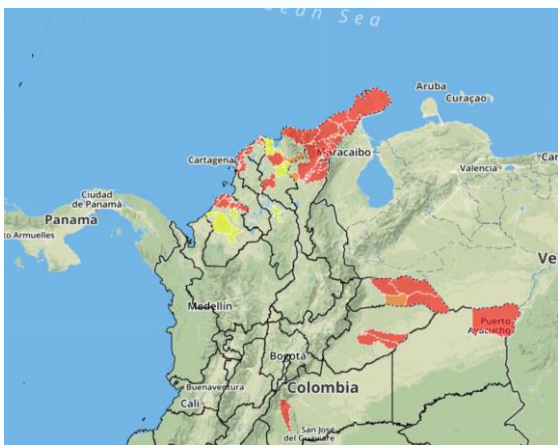 ean Sea
Aruba
Curaçao
Cartagena
Maracaibo
Valencia
Car
Ciudad
de Panamá
Panama
to Armuelles
Ve
Medellín
Puerto
Ayacucho
Bogotá
Buenaventura
Colombia
Cali
San José
del Guaviare